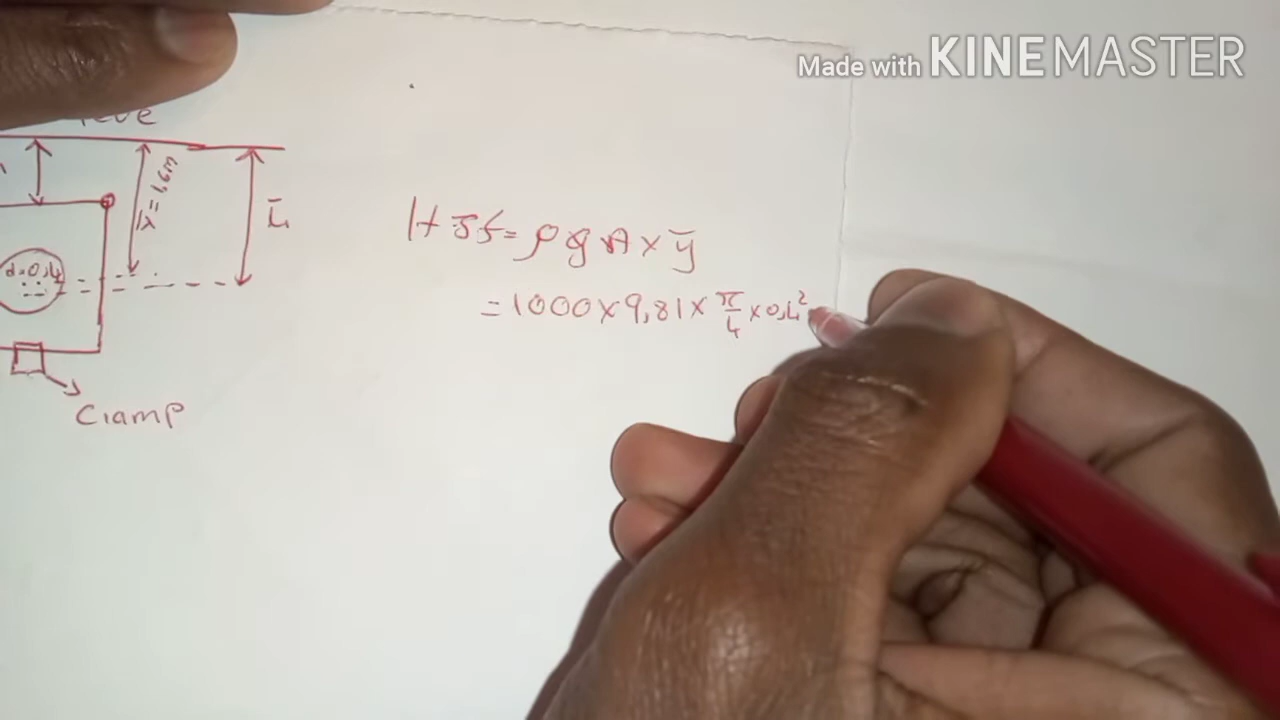 Made with KINEMASTER
x̄ = 1,6m
L̄
d=0,4
HSf = ρgA×ȳ
= 1000×9,81×π/4×0,4²
Clamp